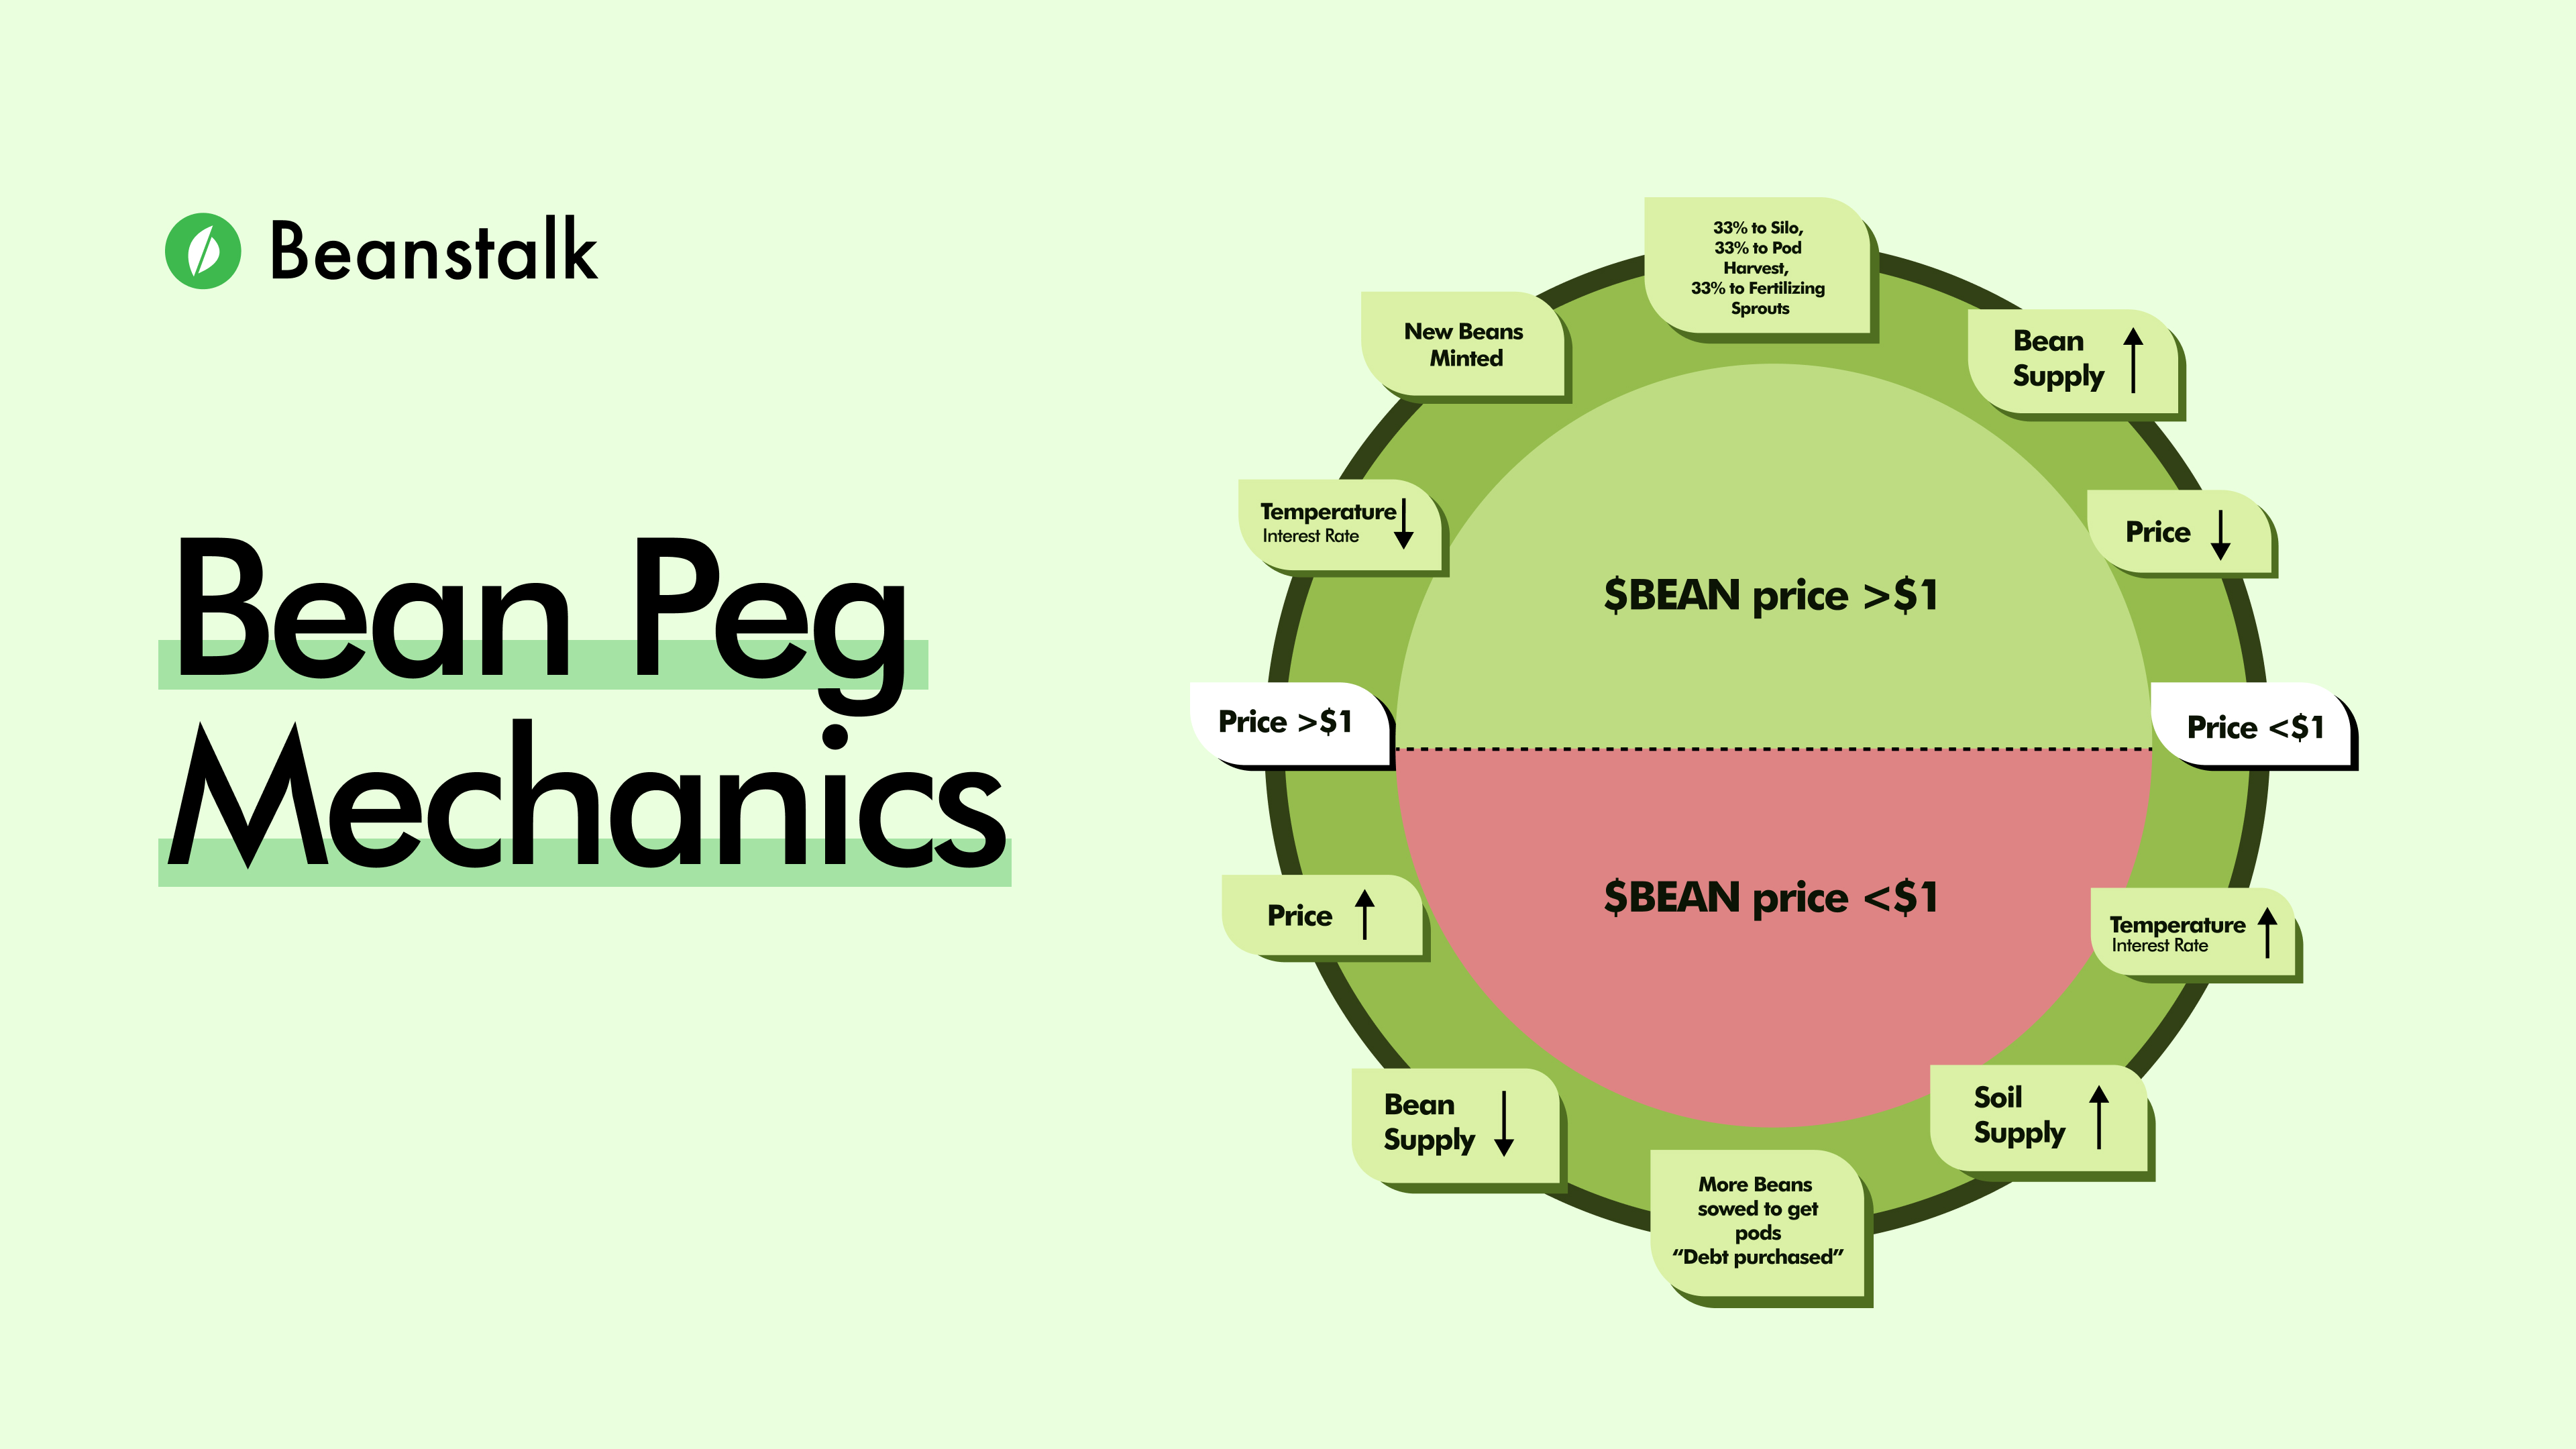 Beanstalk
Bean Peg
Mechanics
33% to Silo,
33% to Pod
Harvest,
33% to Fertilizing
Sprouts
New Beans
Minted
Bean
Supply
Temperature
Interest Rate
Price
$BEAN price >$1
Price >$1
Price <$1
$BEAN price <$1
Price
Temperature
Interest Rate
Bean
Supply
Soil
Supply
More Beans
sowed to get
pods
“Debt purchased”